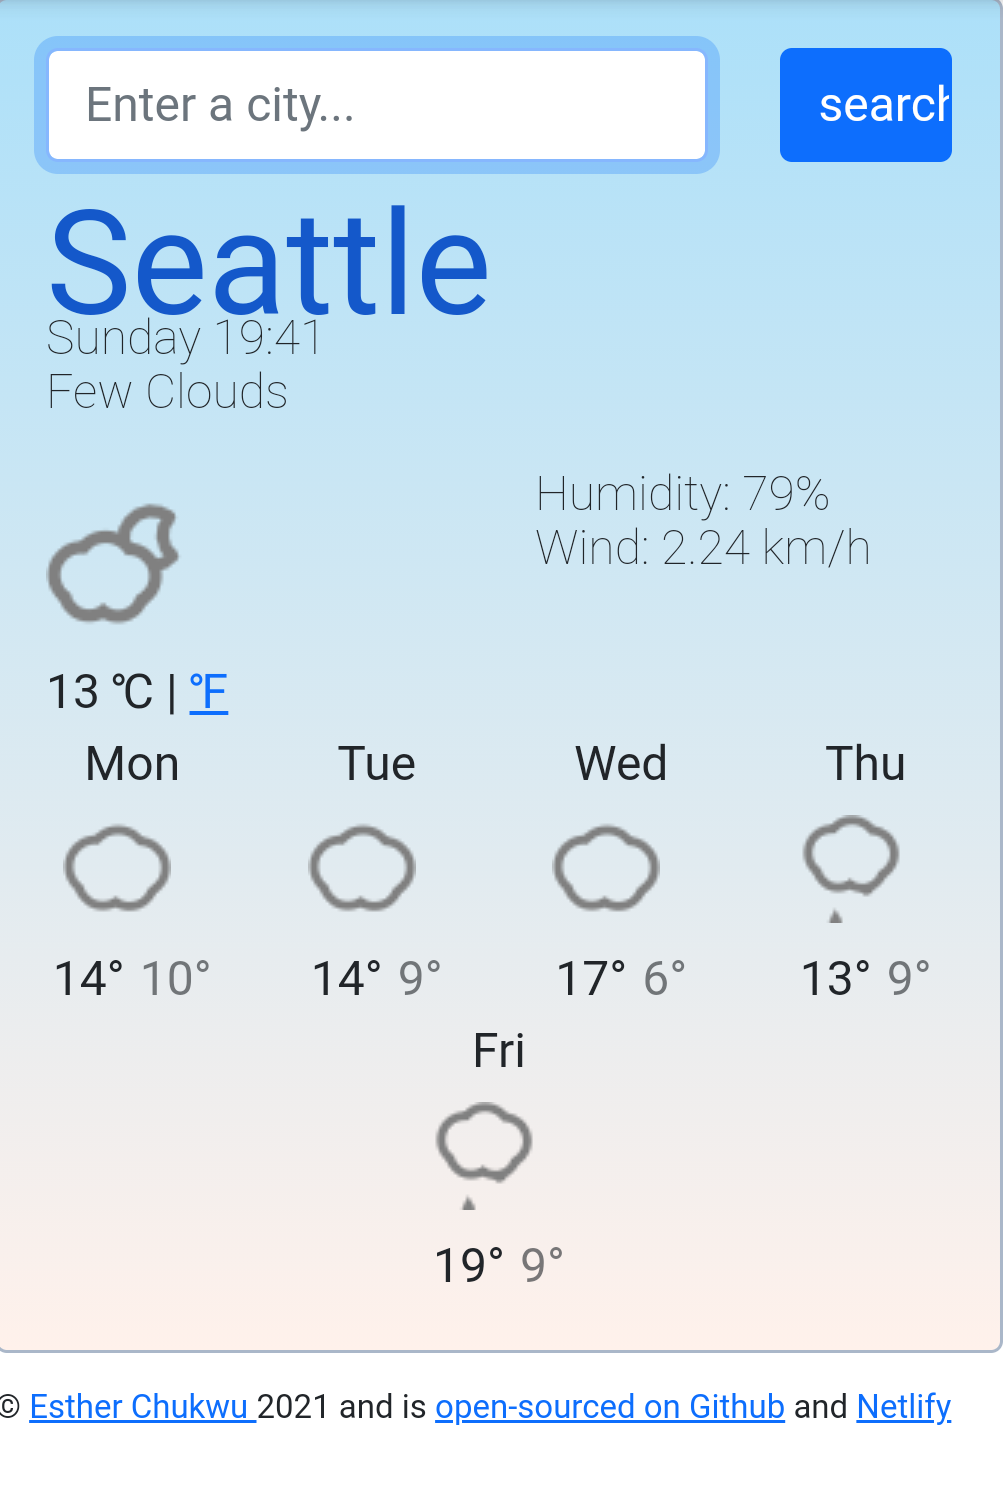 Enter a city...
search
Seattle
Sunday 19:41
Few Clouds
Humidity: 79%
Wind: 2.24 km/h
13 °C | °F
Mon Tue Wed Thu
14° 10° 14° 9° 17° 6° 13° 9°
Fri
19° 9°
© Esther Chukwu 2021 and is open-sourced on Github and Netlify